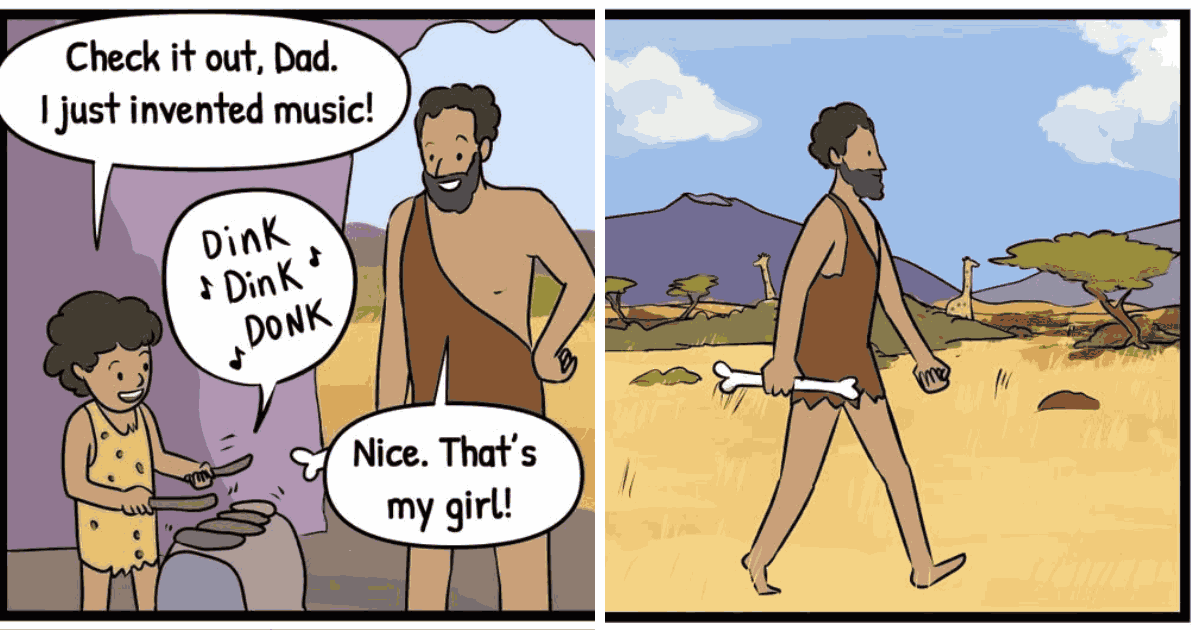 Check it out, Dad.
I just invented music!
DinK
DinK
DONK
Nice. That's
my girl!